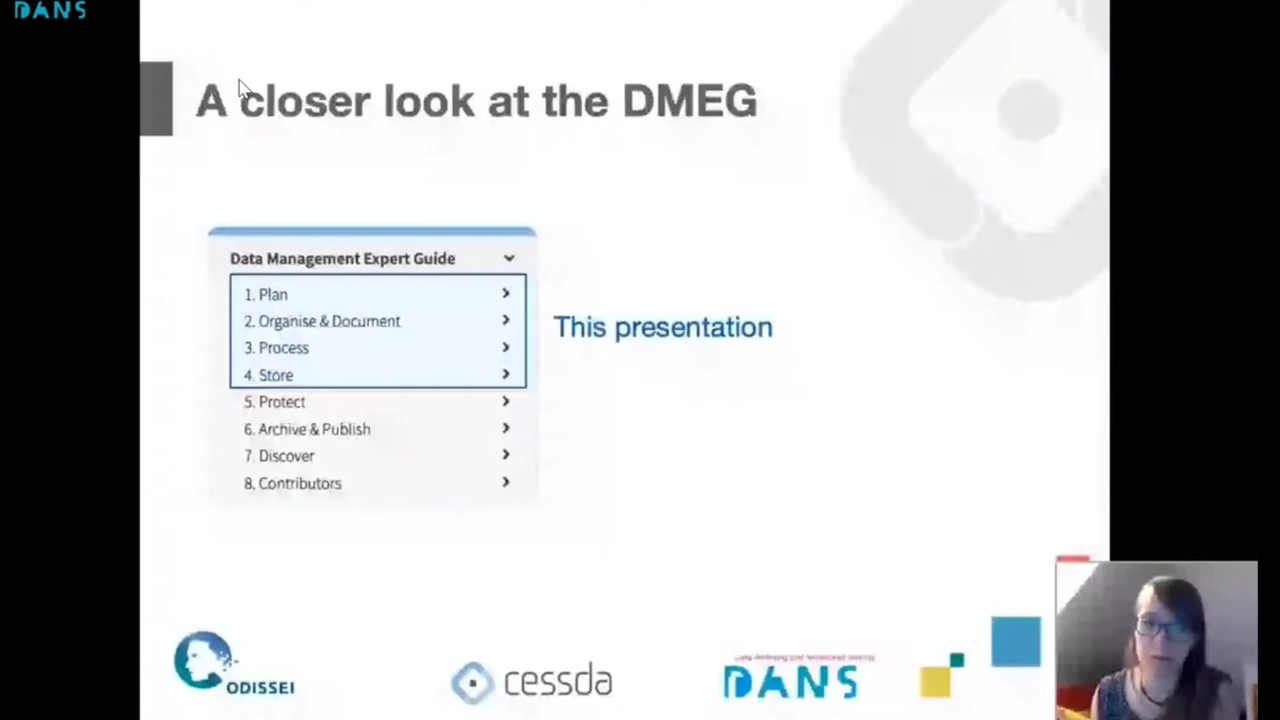 DANS
A closer look at the DMEG
Data Management Expert Guide
1. Plan
2. Organise & Document
3. Process
4. Store
5. Protect
6. Archive & Publish
7. Discover
8. Contributors
This presentation
ODISSEI
cessda
DANS